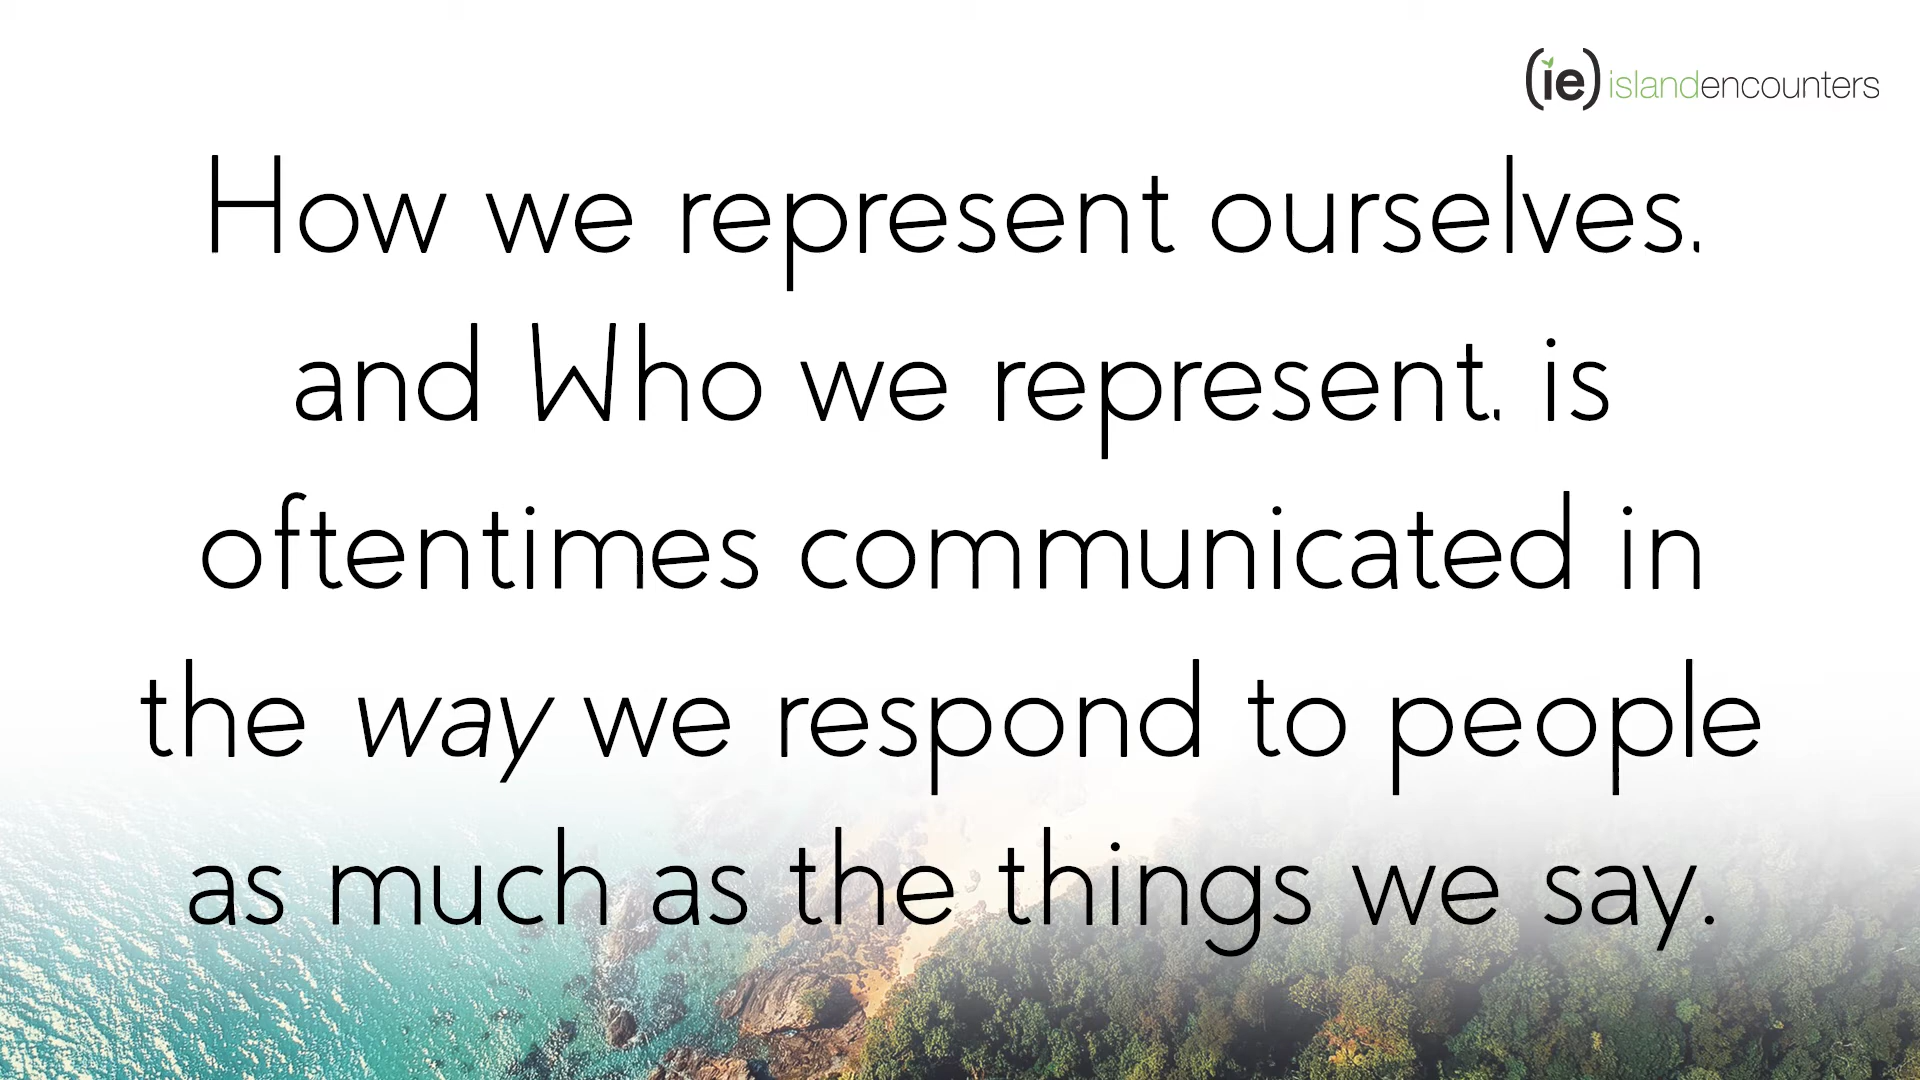 (ie) islandencounters
How we represent ourselves,
and Who we represent, is
oftentimes communicated in
the way we respond to people
as much as the things we say.